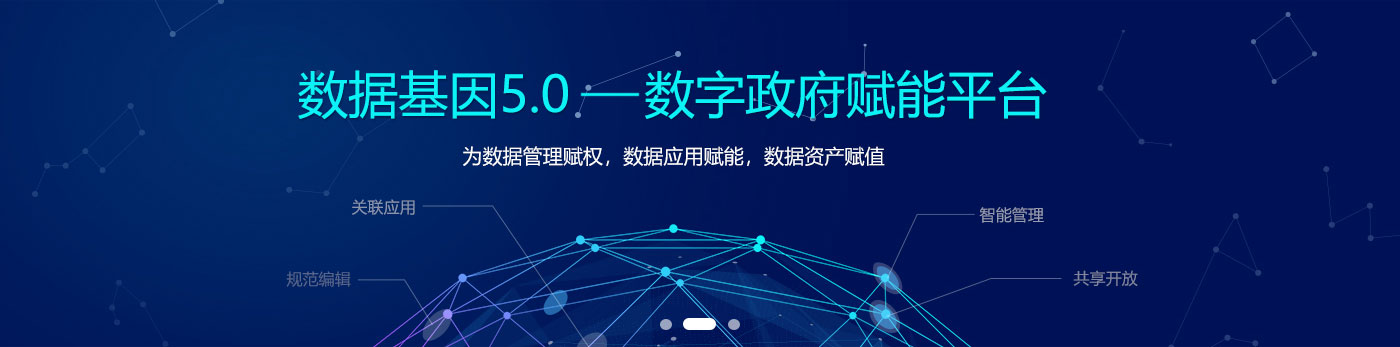 数据基因5.0 — 数字政府赋能平台
为数据管理赋权，数据应用赋能，数据资产赋值
关联应用
智能管理
规范编辑
共享开放